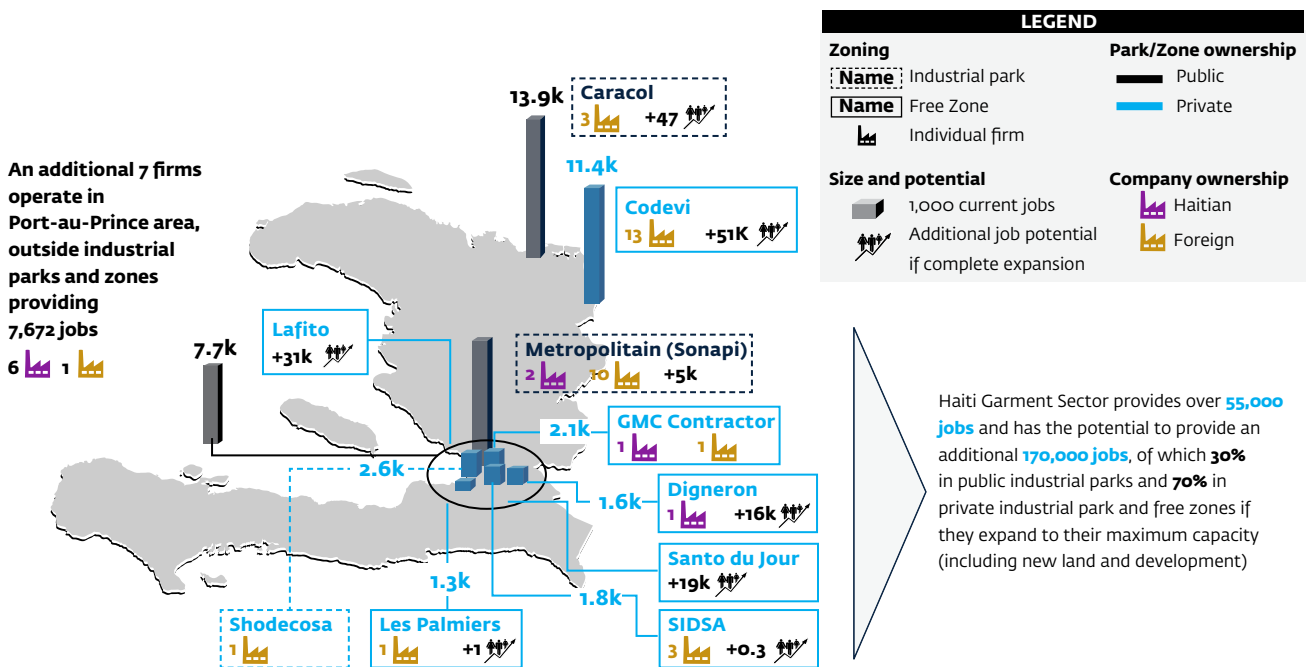 LEGEND
Zoning
Name Industrial park
Name Free Zone
Individual firm
Park/Zone ownership
Public
Private
Size and potential
1,000 current jobs
Additional job potential
if complete expansion
Company ownership
Haitian
Foreign
An additional 7 firms
operate in
Port-au-Prince area,
outside industrial
parks and zones
providing
7,672 jobs
6 1
13.9k
Caracol
3 +47
11.4k
Codevi
13 +51K
Lafito
+31k
7.7k
Metropolitain (Sonapi)
2 10 +5k
2.1k
GMC Contractor
1 1
2.6k
1.6k
Digneron
1 +16k
Santo du Jour
+19k
1.3k
1.8k
Shodecosa
1
Les Palmiers
1 +1
SIDSA
3 +0.3
Haiti Garment Sector provides over 55,000
jobs and has the potential to provide an
additional 170,000 jobs, of which 30%
in public industrial parks and 70% in
private industrial park and free zones if
they expand to their maximum capacity
(including new land and development)